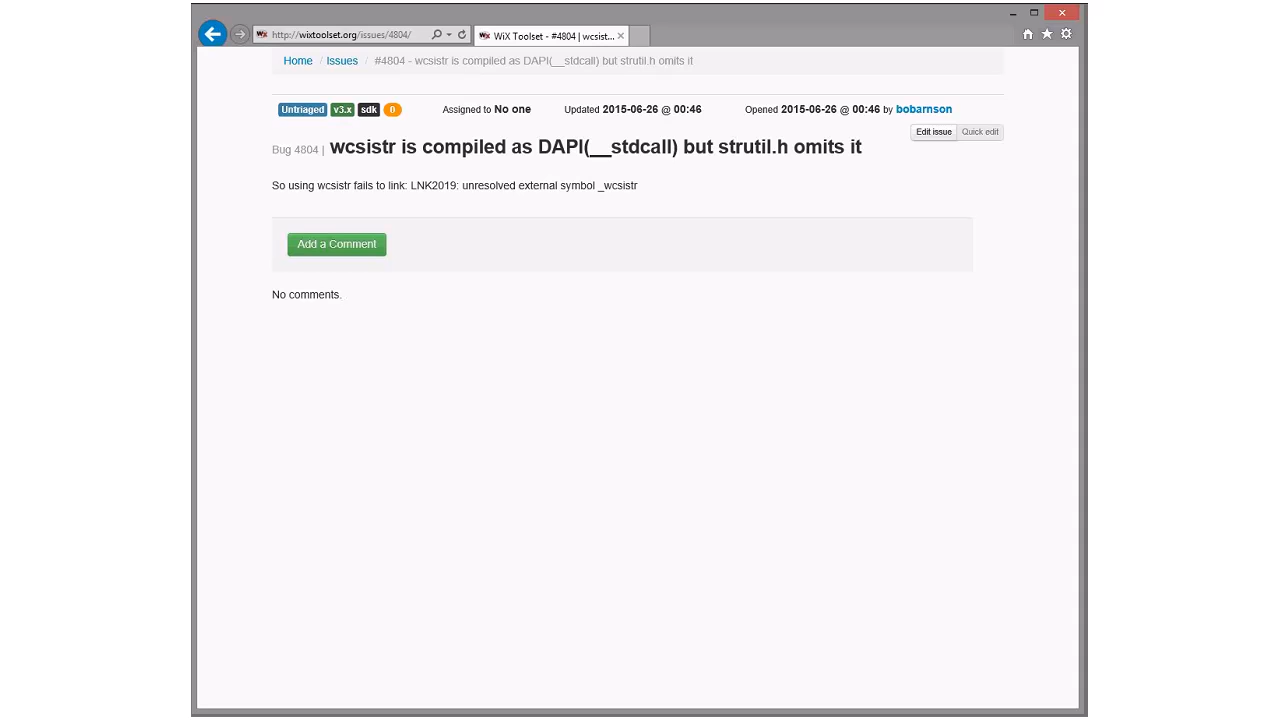 http://wixtoolset.org/issues/4804/
WiX Toolset - #4804 | wcsist...
Home / Issues / #4804 - wcsistr is compiled as DAPI(__stdcall) but strutil.h omits it
Untriaged v3.x sdk 0 Assigned to No one Updated 2015-06-26 @ 00:46 Opened 2015-06-26 @ 00:46 by bobarnson
Edit issue Quick edit
Bug 4804 | wcsistr is compiled as DAPI(__stdcall) but strutil.h omits it
So using wcsistr fails to link: LNK2019: unresolved external symbol _wcsistr
Add a Comment
No comments.